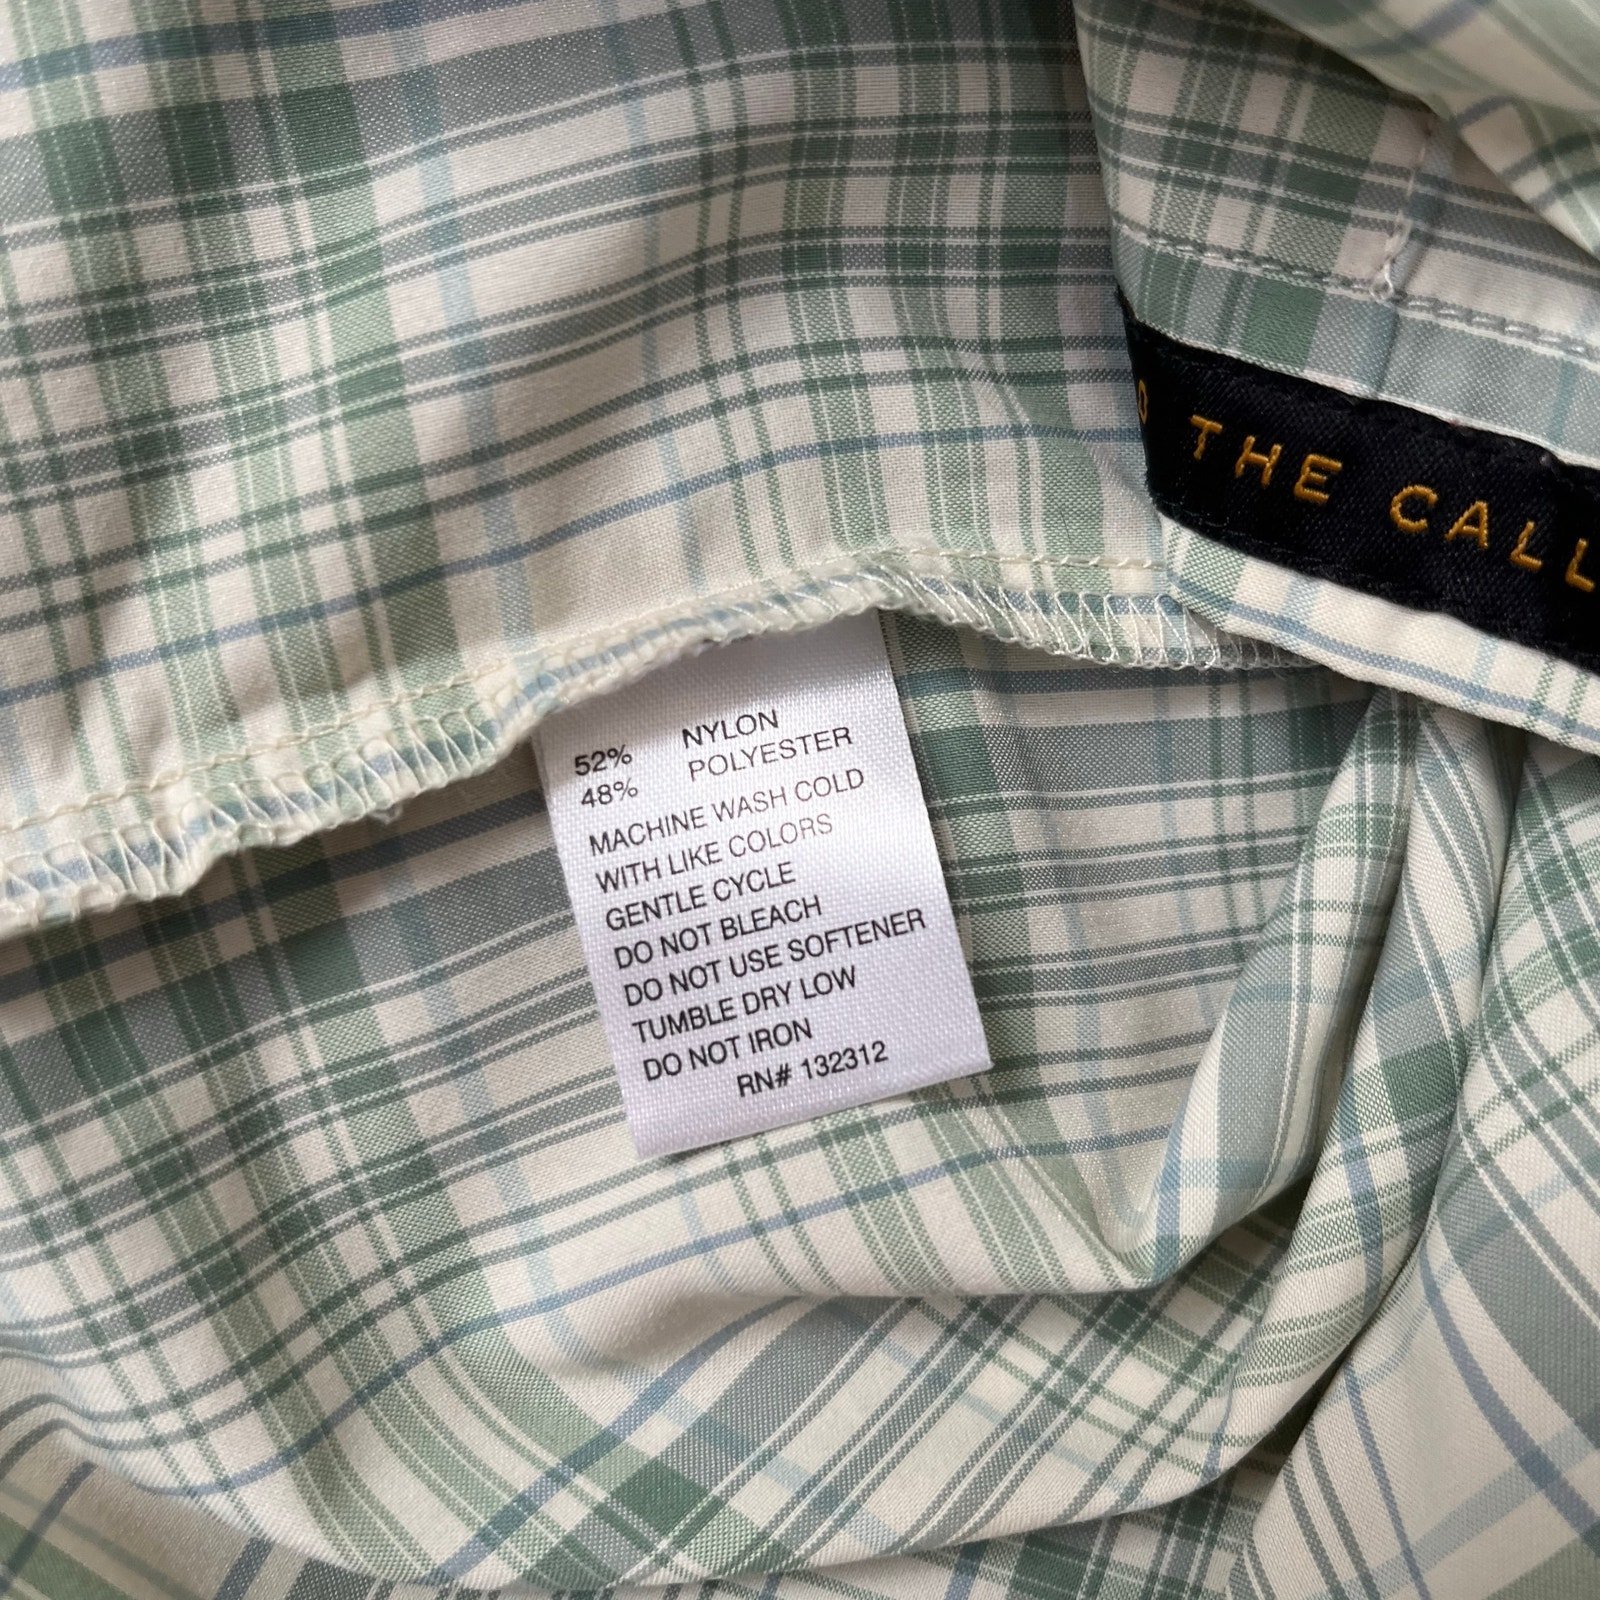 THE CALL
52% NYLON
48% POLYESTER
MACHINE WASH COLD
WITH LIKE COLORS
GENTLE CYCLE
DO NOT BLEACH
DO NOT USE SOFTENER
TUMBLE DRY LOW
DO NOT IRON
RN# 132312